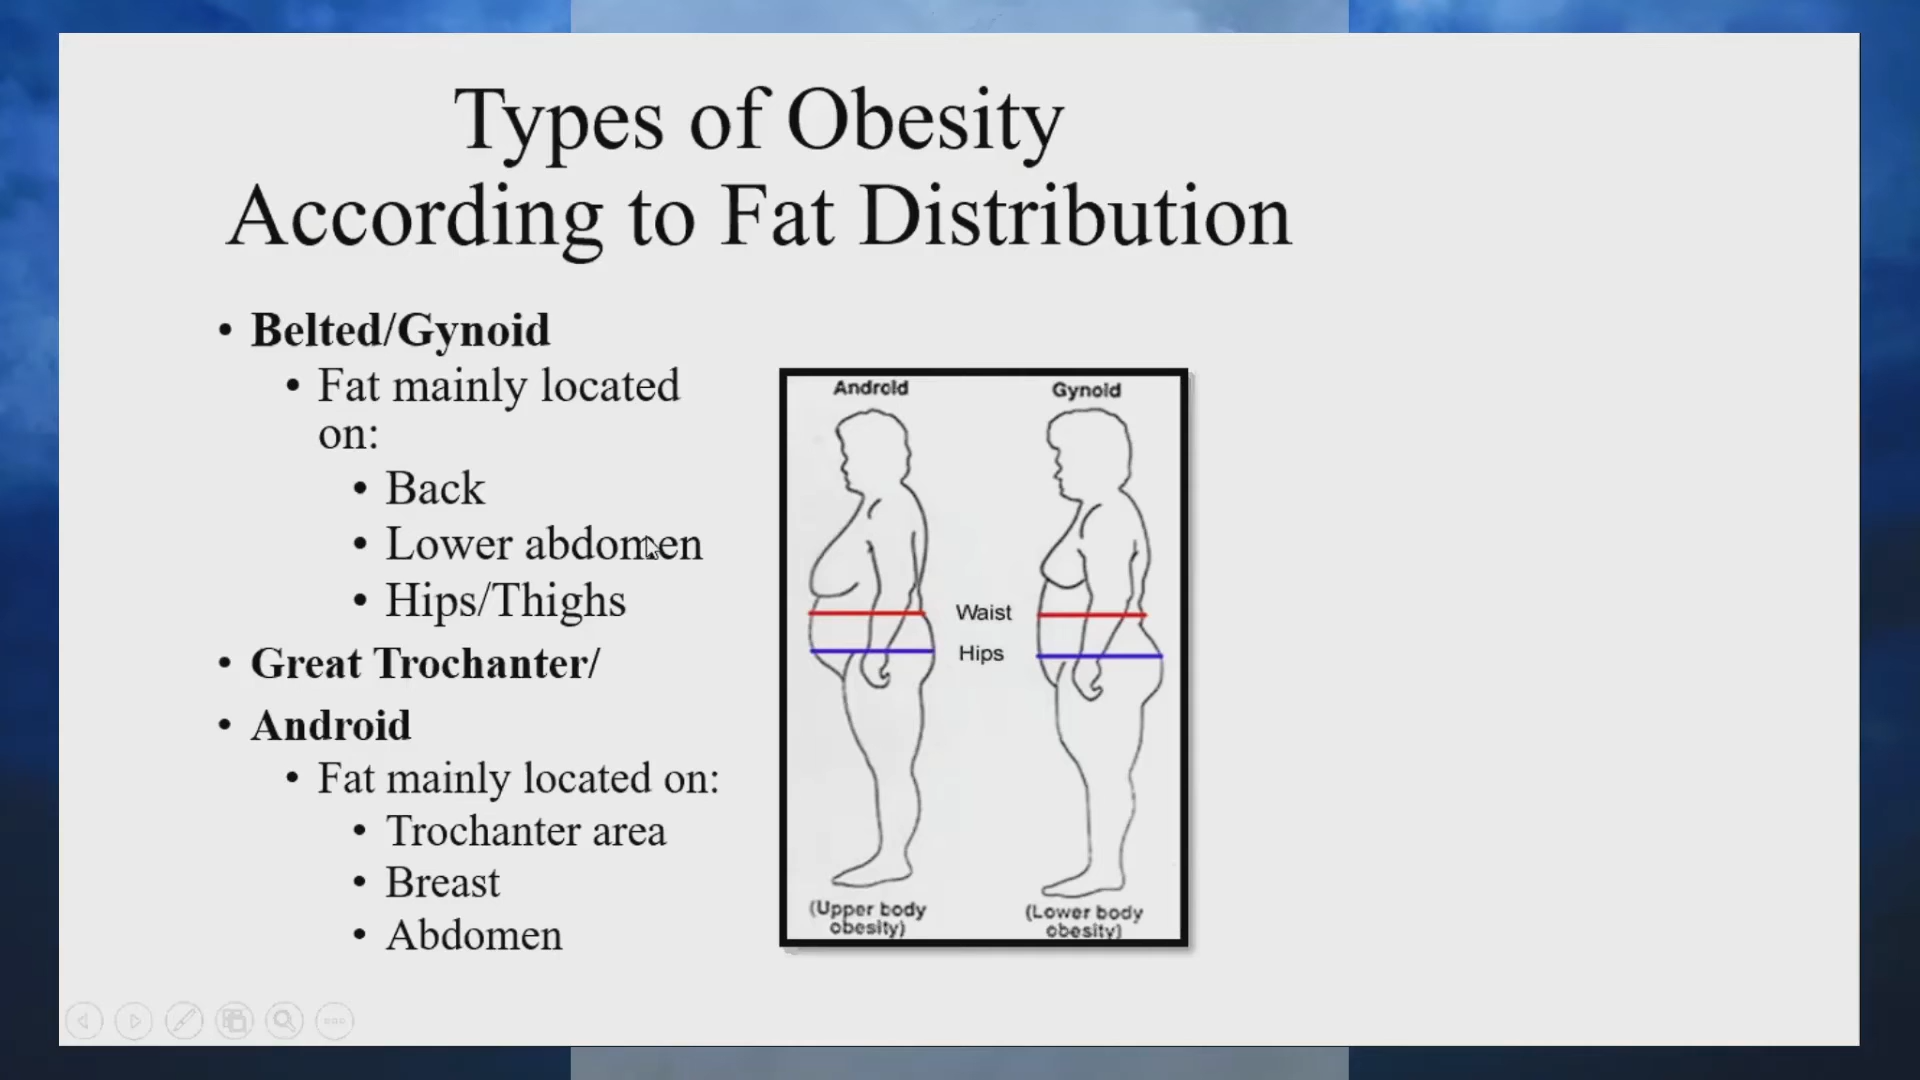 Types of Obesity
According to Fat Distribution
• Belted/Gynoid
• Fat mainly located
on:
• Back
• Lower abdomen
• Hips/Thighs
• Great Trochanter/
• Android
• Fat mainly located on:
• Trochanter area
• Breast
• Abdomen
Android
Gynoid
Waist
Hips
(Upper body
obesity)
(Lower body
obesity)